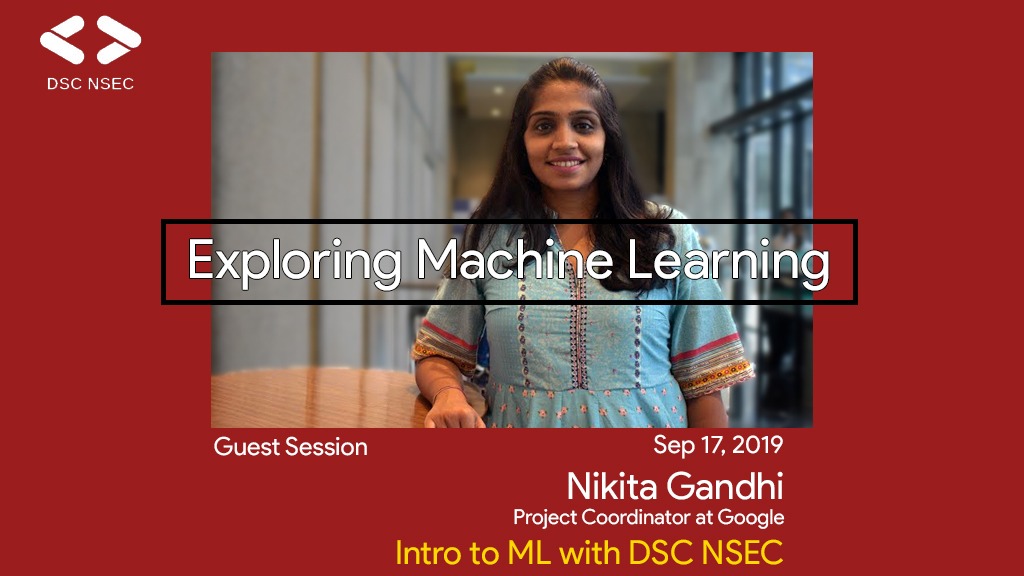 DSC NSEC
Exploring Machine Learning
Guest Session
Sep 17, 2019
Nikita Gandhi
Project Coordinator at Google
Intro to ML with DSC NSEC